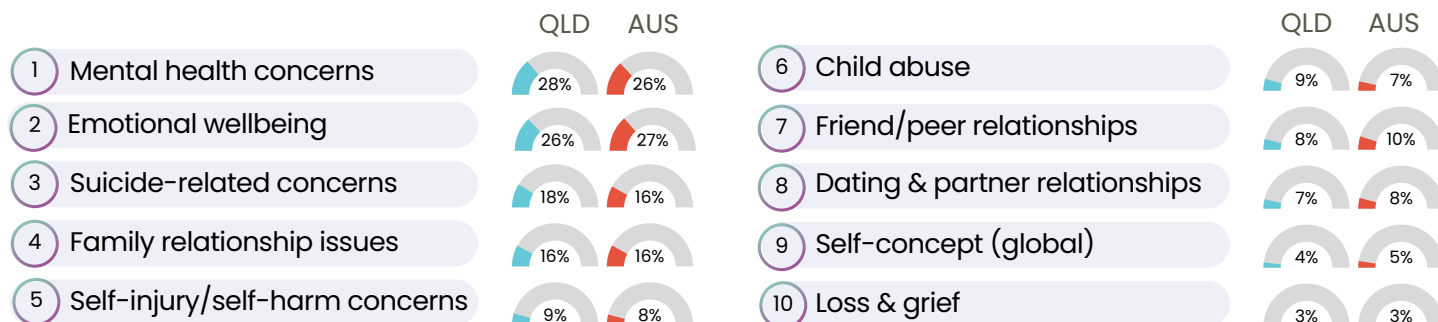 QLD AUS
1 Mental health concerns 28% 26%
2 Emotional wellbeing 26% 27%
3 Suicide-related concerns 18% 16%
4 Family relationship issues 16% 16%
5 Self-injury/self-harm concerns 9% 8%
QLD AUS
6 Child abuse 9% 7%
7 Friend/peer relationships 8% 10%
8 Dating & partner relationships 7% 8%
9 Self-concept (global) 4% 5%
10 Loss & grief 3% 3%